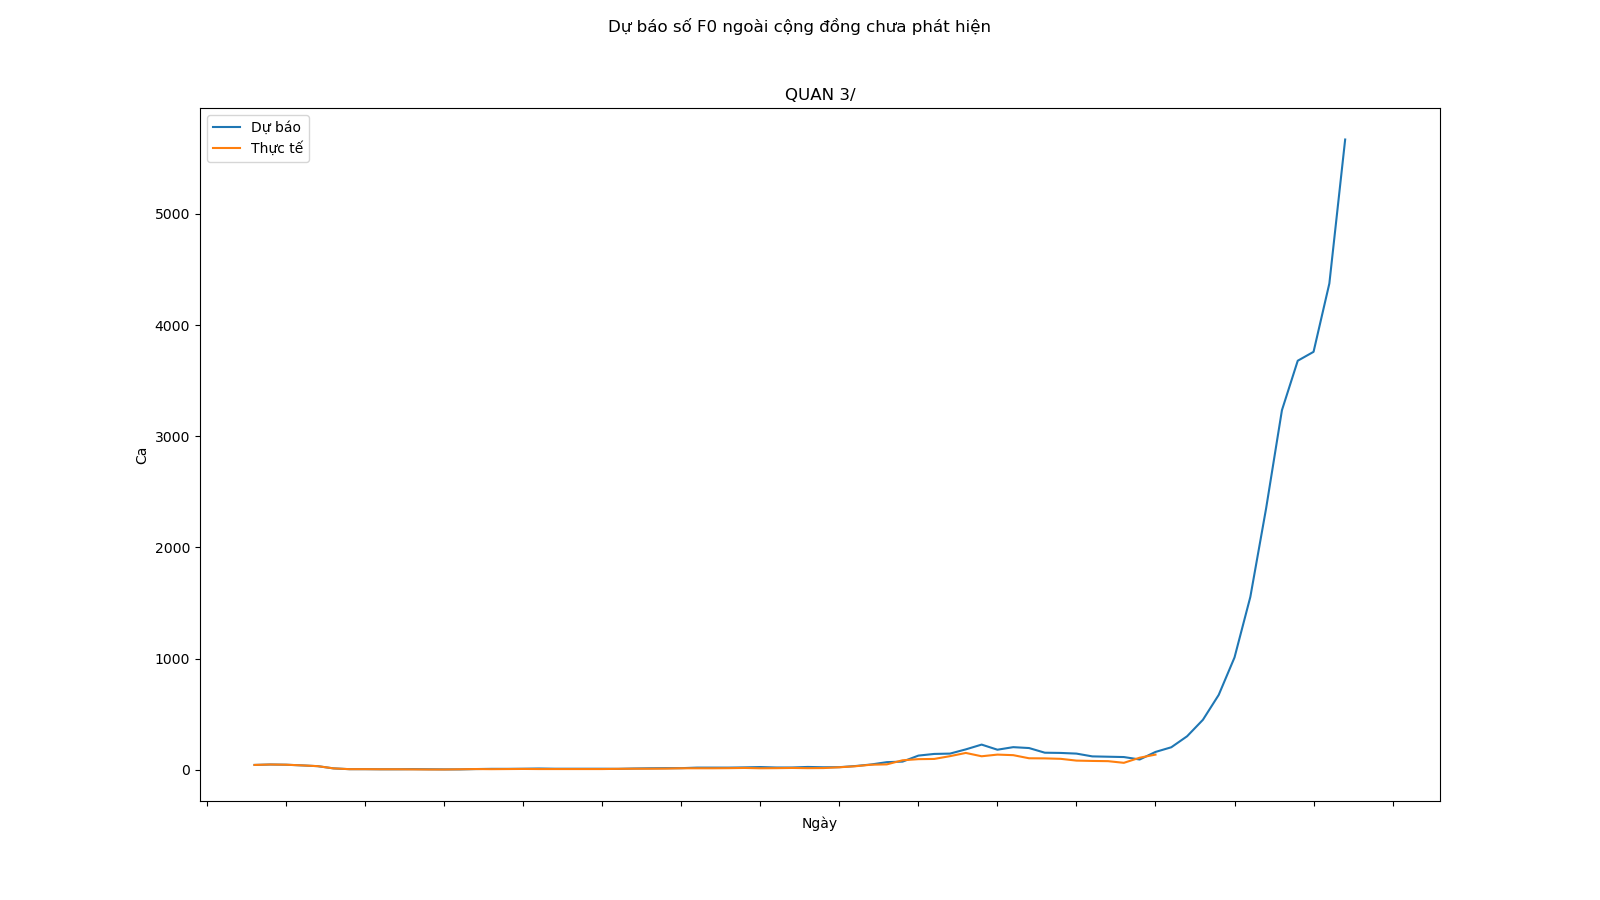 Dự báo số F0 ngoài cộng đồng chưa phát hiện
QUAN 3/
Dự báo
Thực tế
5000
4000
3000
2000
1000
0
Ca
Ngày